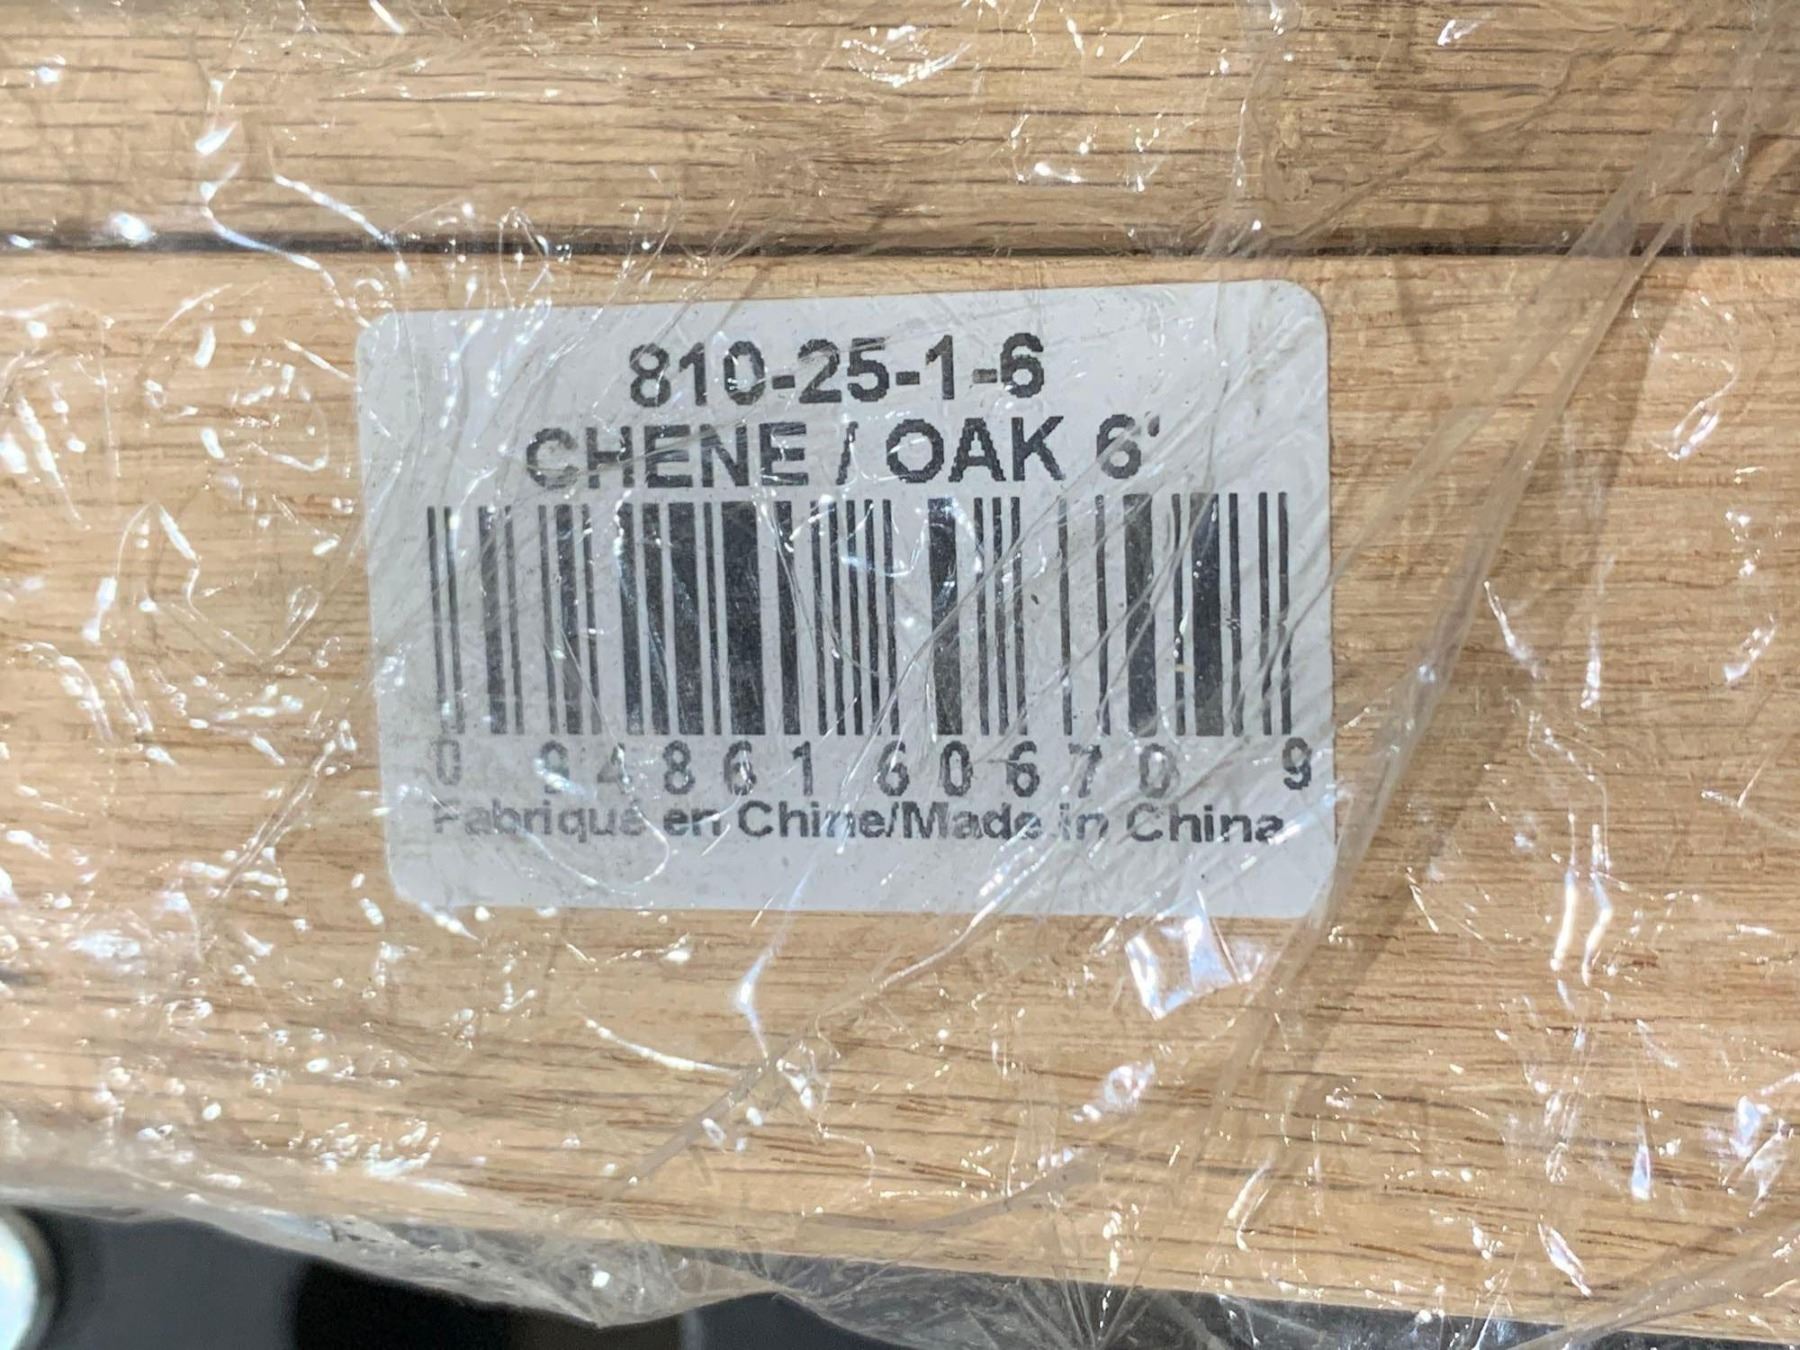 810-25-1-6
CHENE / OAK 6'
0 94861 60670 9
Fabriqué en Chine/Made in China